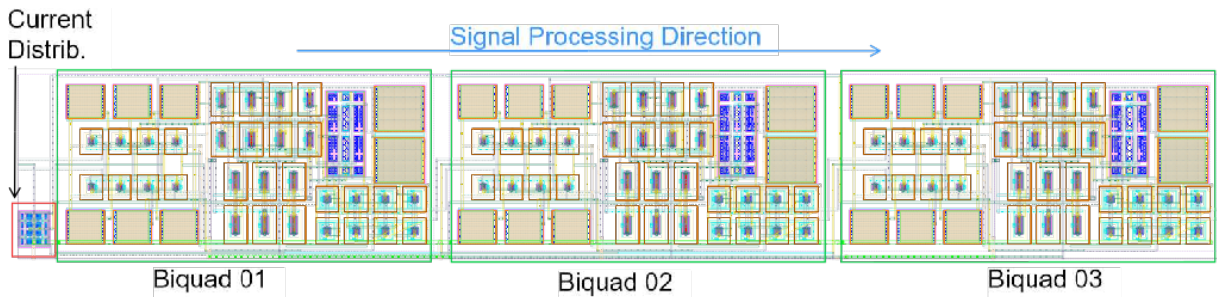 Current
Distrib.
Signal Processing Direction
Biquad 01
Biquad 02
Biquad 03